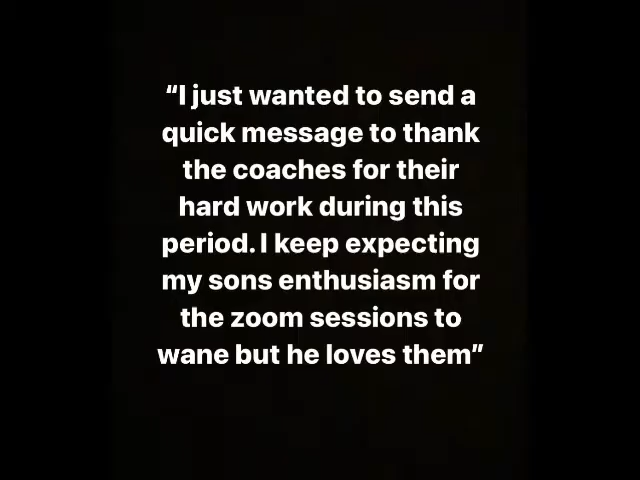 “I just wanted to send a
quick message to thank
the coaches for their
hard work during this
period. I keep expecting
my sons enthusiasm for
the zoom sessions to
wane but he loves them”